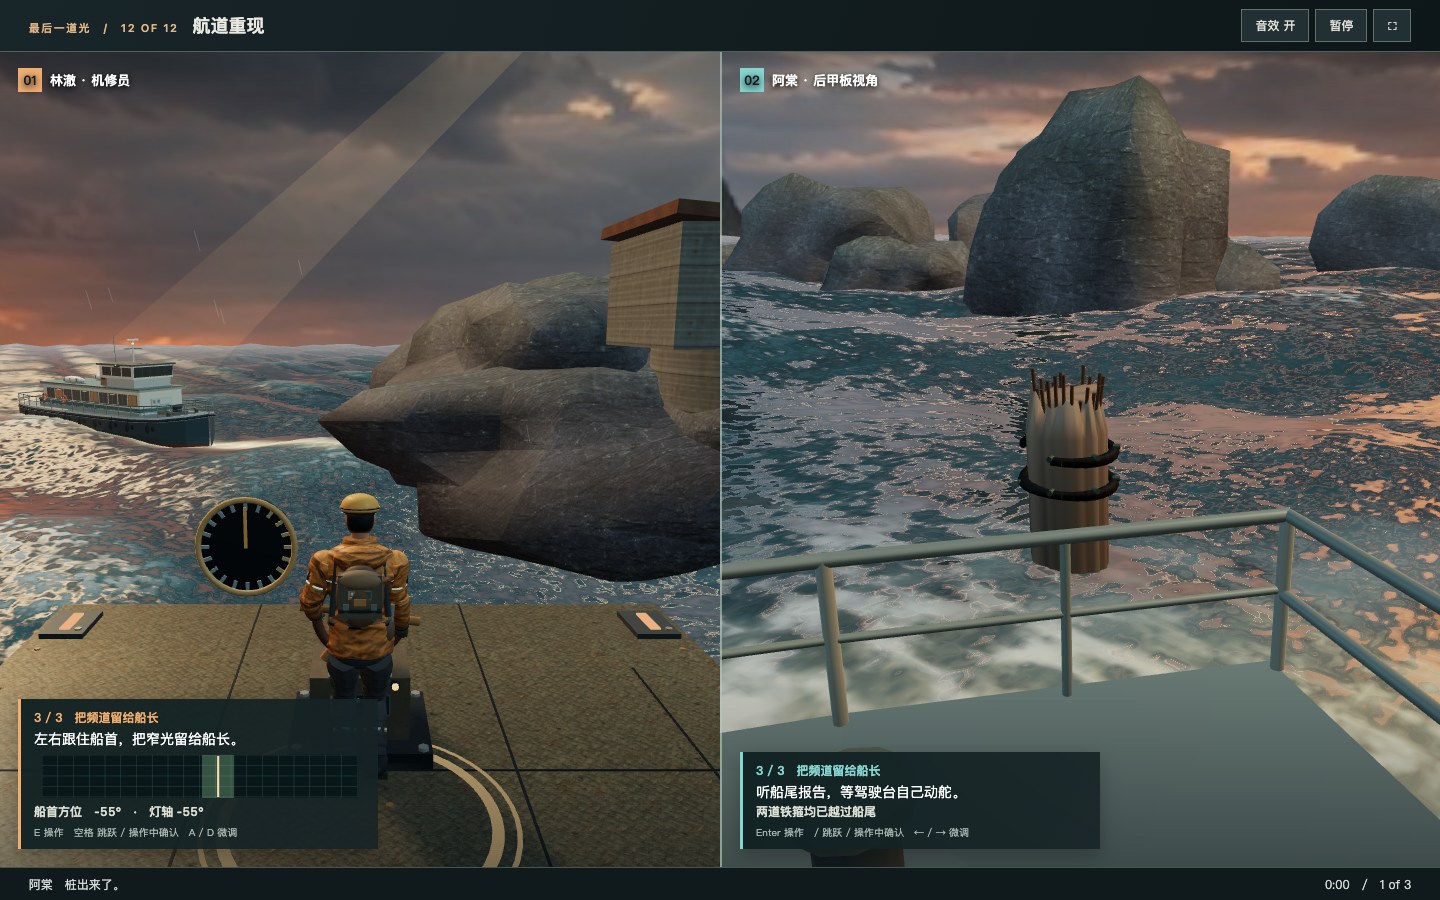 最后一道光 / 12 OF 12 航道重现
音效 开
暂停
01 林澈 · 机修员
02 阿棠 · 后甲板视角
3 / 3 把频道留给船长
左右跟住船首，把窄光留给船长。
船首方位 -55° · 灯轴 -55°
E 操作 空格 跳跃 / 操作中确认 A / D 微调
3 / 3 把频道留给船长
听船尾报告，等驾驶台自己动舵。
两道铁箍均已越过船尾
Enter 操作 / 跳跃 / 操作中确认 ← / → 微调
阿棠 桩出来了。
0:00 / 1 of 3